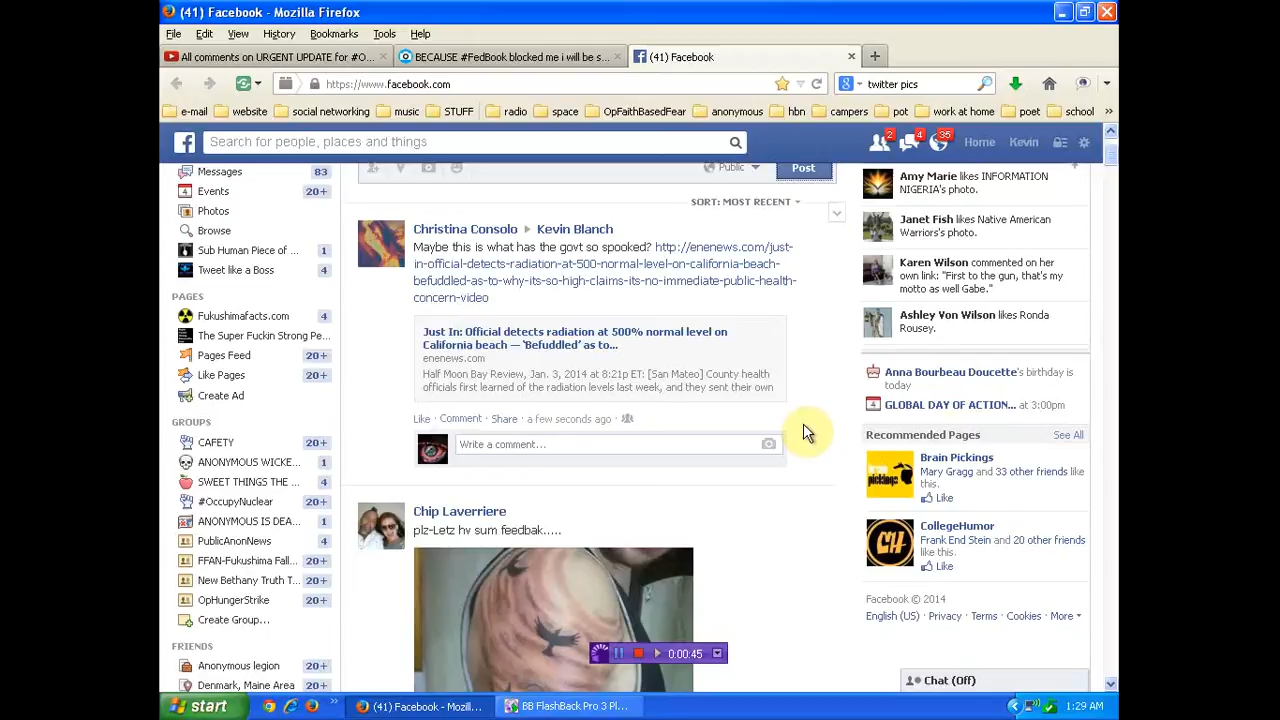 (41) Facebook - Mozilla Firefox
File Edit View History Bookmarks Tools Help
All comments on URGENT UPDATE for #O...
BECAUSE #FedBook blocked me i will be s...
(41) Facebook
https://www.facebook.com
twitter pics
e-mail website social networking music STUFF radio space OpFaithBasedFear anonymous hbn campers pot work at home poet school »
Search for people, places and things
2 4 35 Home Kevin
Messages 83
Events 20+
Photos
Browse
Sub Human Piece of ... 1
Tweet like a Boss 4
PAGES
Fukushimafacts.com 4
The Super Fuckin Strong Pe...
Pages Feed 20+
Like Pages 20+
Create Ad
GROUPS
CAFETY 20+
ANONYMOUS WICKE... 1
SWEET THINGS THE ... 4
#OccupyNuclear 20+
ANONYMOUS IS DEA... 1
PublicAnonNews 4
FFAN-Fukushima Fall... 20+
New Bethany Truth T... 20+
OpHungerStrike 20+
Create Group...
FRIENDS
Anonymous legion 20+
Denmark, Maine Area 20+
Public Post
SORT: MOST RECENT
Christina Consolo Kevin Blanch
Maybe this is what has the govt so spooked? http://enenews.com/just-
in-official-detects-radiation-at-500-normal-level-on-california-beach-
befuddled-as-to-why-its-so-high-claims-its-no-immediate-public-health-
concern-video
Just In: Official detects radiation at 500% normal level on
California beach — 'Befuddled' as to...
enenews.com
Half Moon Bay Review, Jan. 3, 2014 at 8:21p ET: [San Mateo] County health
officials first learned of the radiation levels last week, and they sent their own
Like · Comment · Share · a few seconds ago ·
Write a comment...
Chip Laverriere
plz-Letz hv sum feedbak.....
0:00:45
Amy Marie likes INFORMATION
NIGERIA's photo.
Janet Fish likes Native American
Warrior's photo.
Karen Wilson commented on her
own link: "First to the gun, that's my
motto as well Gabe."
Ashley Von Wilson likes Ronda
Rousey.
Anna Bourbeau Doucette's birthday is
today
GLOBAL DAY OF ACTION... at 3:00pm
Recommended Pages See All
Brain Pickings
Mary Gragg and 33 other friends like
this.
Like
CollegeHumor
Frank End Stein and 20 other friends
like this.
Like
Facebook © 2014
English (US) · Privacy · Terms · Cookies · More
Chat (Off)
start
(41) Facebook - Mozill...
BB FlashBack Pro 3 Pl...
1:29 AM